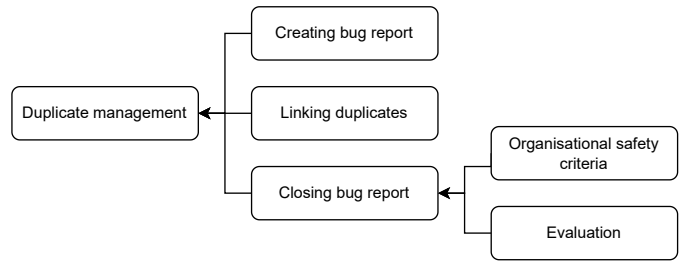 Creating bug report
Duplicate management
Linking duplicates
Closing bug report
Organisational safety
criteria
Evaluation